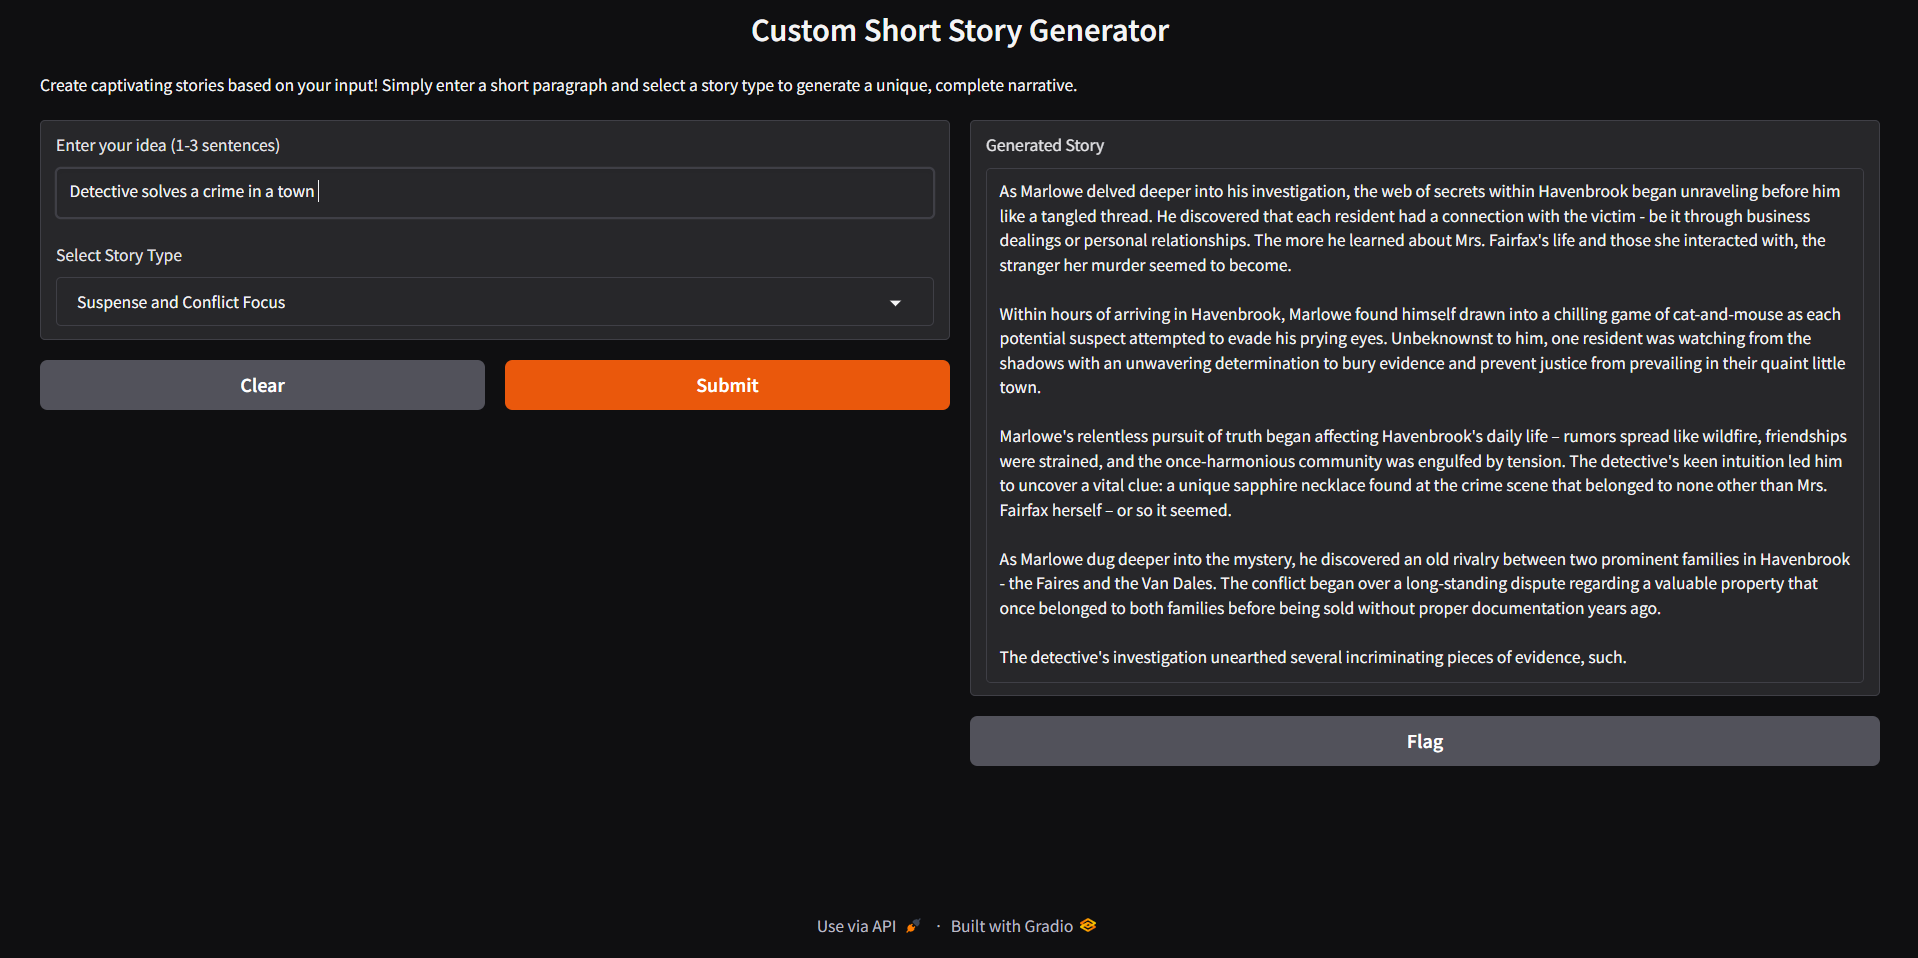 Custom Short Story Generator
Create captivating stories based on your input! Simply enter a short paragraph and select a story type to generate a unique, complete narrative.
Enter your idea (1-3 sentences)
Detective solves a crime in a town
Select Story Type
Suspense and Conflict Focus
Clear
Submit
Generated Story
As Marlowe delved deeper into his investigation, the web of secrets within Havenbrook began unraveling before him
like a tangled thread. He discovered that each resident had a connection with the victim - be it through business
dealings or personal relationships. The more he learned about Mrs. Fairfax's life and those she interacted with, the
stranger her murder seemed to become.
Within hours of arriving in Havenbrook, Marlowe found himself drawn into a chilling game of cat-and-mouse as each
potential suspect attempted to evade his prying eyes. Unbeknownst to him, one resident was watching from the
shadows with an unwavering determination to bury evidence and prevent justice from prevailing in their quaint little
town.
Marlowe's relentless pursuit of truth began affecting Havenbrook's daily life – rumors spread like wildfire, friendships
were strained, and the once-harmonious community was engulfed by tension. The detective's keen intuition led him
to uncover a vital clue: a unique sapphire necklace found at the crime scene that belonged to none other than Mrs.
Fairfax herself – or so it seemed.
As Marlowe dug deeper into the mystery, he discovered an old rivalry between two prominent families in Havenbrook
- the Faires and the Van Dales. The conflict began over a long-standing dispute regarding a valuable property that
once belonged to both families before being sold without proper documentation years ago.
The detective's investigation unearthed several incriminating pieces of evidence, such.
Flag
Use via API · Built with Gradio